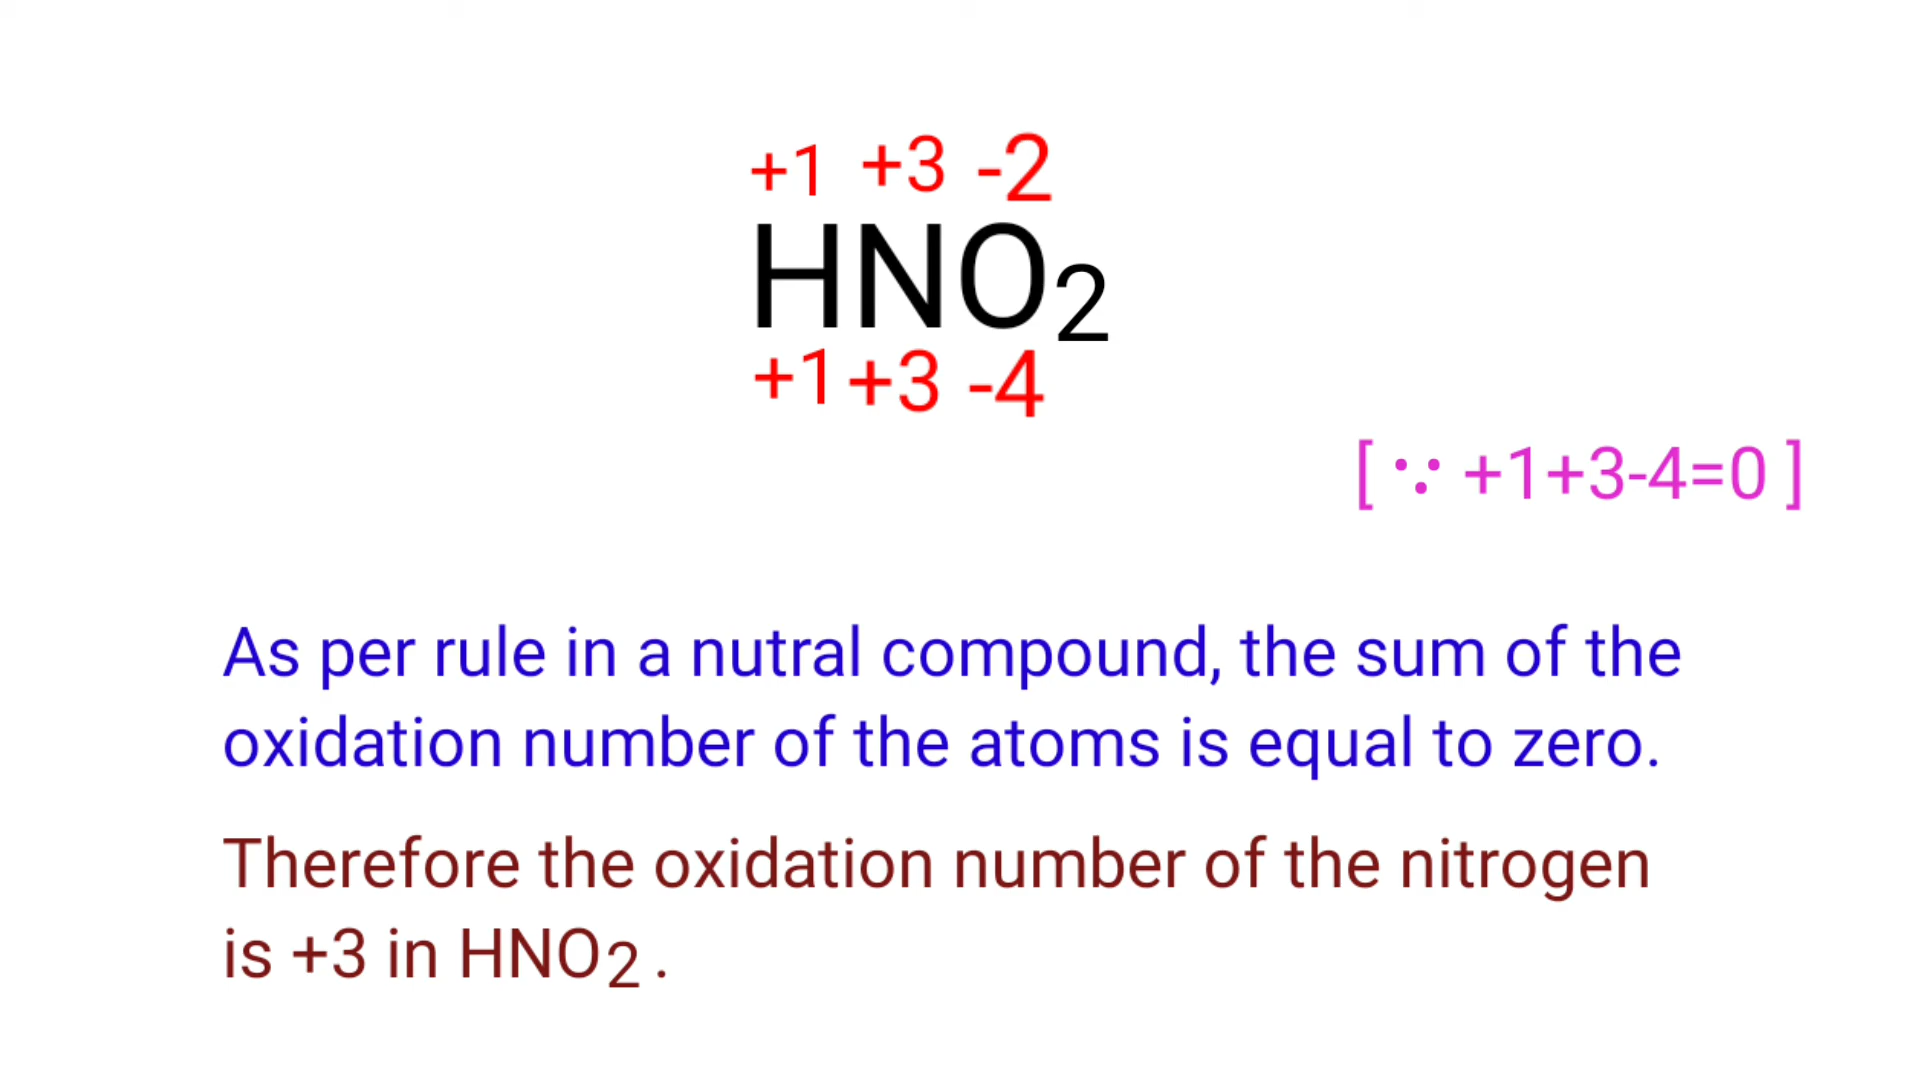 +1 +3 -2
HNO2
+1 +3 -4
[ ∵ +1+3-4=0 ]
As per rule in a nutral compound, the sum of the
oxidation number of the atoms is equal to zero.
Therefore the oxidation number of the nitrogen
is +3 in HNO2 .